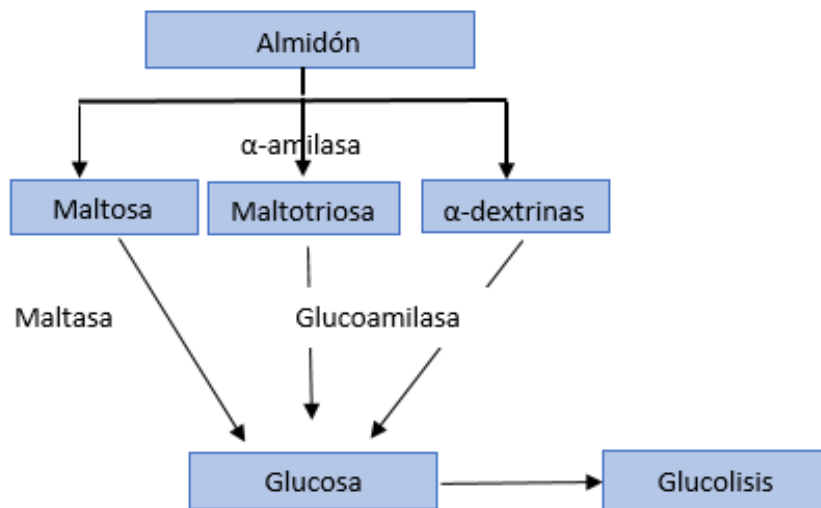 Almidón
α-amilasa
Maltosa
Maltotriosa
α-dextrinas
Maltasa
Glucoamilasa
Glucosa
Glucolisis